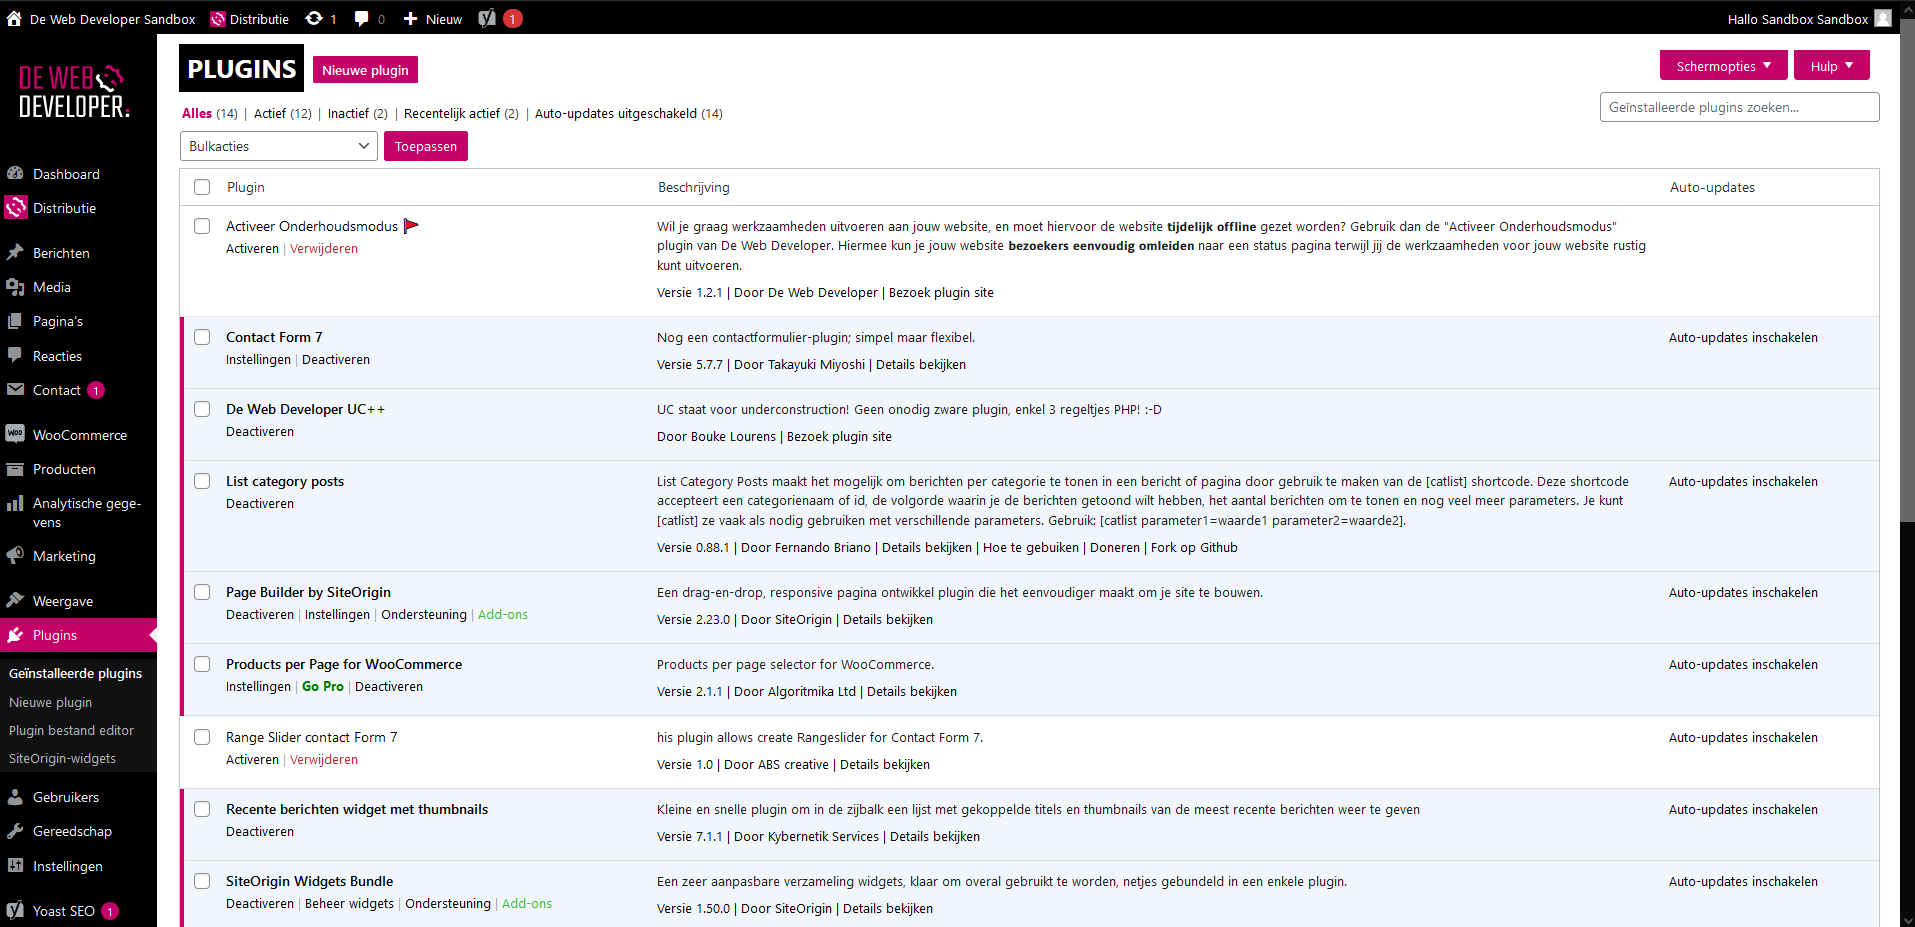 De Web Developer Sandbox Distributie 1 0 Nieuw 1 Hallo Sandbox Sandbox
DE WEB
DEVELOPER.
Dashboard
Distributie
Berichten
Media
Pagina's
Reacties
Contact 1
WooCommerce
Producten
Analytische gege-
vens
Marketing
Weergave
Plugins
Geïnstalleerde plugins
Nieuwe plugin
Plugin bestand editor
SiteOrigin-widgets
Gebruikers
Gereedschap
Instellingen
Yoast SEO 1
PLUGINS Nieuwe plugin Schermopties Hulp
Alles (14) | Actief (12) | Inactief (2) | Recentelijk actief (2) | Auto-updates uitgeschakeld (14)
Geïnstalleerde plugins zoeken...
Bulkacties Toepassen
Plugin Beschrijving Auto-updates
Activeer Onderhoudsmodus
Activeren | Verwijderen
Wil je graag werkzaamheden uitvoeren aan jouw website, en moet hiervoor de website tijdelijk offline gezet worden? Gebruik dan de "Activeer Onderhoudsmodus"
plugin van De Web Developer. Hiermee kun je jouw website bezoekers eenvoudig omleiden naar een status pagina terwijl jij de werkzaamheden voor jouw website rustig
kunt uitvoeren.
Versie 1.2.1 | Door De Web Developer | Bezoek plugin site
Contact Form 7
Instellingen | Deactiveren
Nog een contactformulier-plugin; simpel maar flexibel.
Versie 5.7.7 | Door Takayuki Miyoshi | Details bekijken
Auto-updates inschakelen
De Web Developer UC++
Deactiveren
UC staat voor underconstruction! Geen onodig zware plugin, enkel 3 regeltjes PHP! :-D
Door Bouke Lourens | Bezoek plugin site
List category posts
Deactiveren
List Category Posts maakt het mogelijk om berichten per categorie te tonen in een bericht of pagina door gebruik te maken van de [catlist] shortcode. Deze shortcode
accepteert een categorienaam of id, de volgorde waarin je de berichten getoond wilt hebben, het aantal berichten om te tonen en nog veel meer parameters. Je kunt
[catlist] ze vaak als nodig gebruiken met verschillende parameters. Gebruik: [catlist parameter1=waarde1 parameter2=waarde2].
Versie 0.88.1 | Door Fernando Briano | Details bekijken | Hoe te gebuiken | Doneren | Fork op Github
Auto-updates inschakelen
Page Builder by SiteOrigin
Deactiveren | Instellingen | Ondersteuning | Add-ons
Een drag-en-drop, responsive pagina ontwikkel plugin die het eenvoudiger maakt om je site te bouwen.
Versie 2.23.0 | Door SiteOrigin | Details bekijken
Auto-updates inschakelen
Products per Page for WooCommerce
Instellingen | Go Pro | Deactiveren
Products per page selector for WooCommerce.
Versie 2.1.1 | Door Algoritmika Ltd | Details bekijken
Auto-updates inschakelen
Range Slider contact Form 7
Activeren | Verwijderen
his plugin allows create Rangeslider for Contact Form 7.
Versie 1.0 | Door ABS creative | Details bekijken
Auto-updates inschakelen
Recente berichten widget met thumbnails
Deactiveren
Kleine en snelle plugin om in de zijbalk een lijst met gekoppelde titels en thumbnails van de meest recente berichten weer te geven
Versie 7.1.1 | Door Kybernetik Services | Details bekijken
Auto-updates inschakelen
SiteOrigin Widgets Bundle
Deactiveren | Beheer widgets | Ondersteuning | Add-ons
Een zeer aanpasbare verzameling widgets, klaar om overal gebruikt te worden, netjes gebundeld in een enkele plugin.
Versie 1.50.0 | Door SiteOrigin | Details bekijken
Auto-updates inschakelen